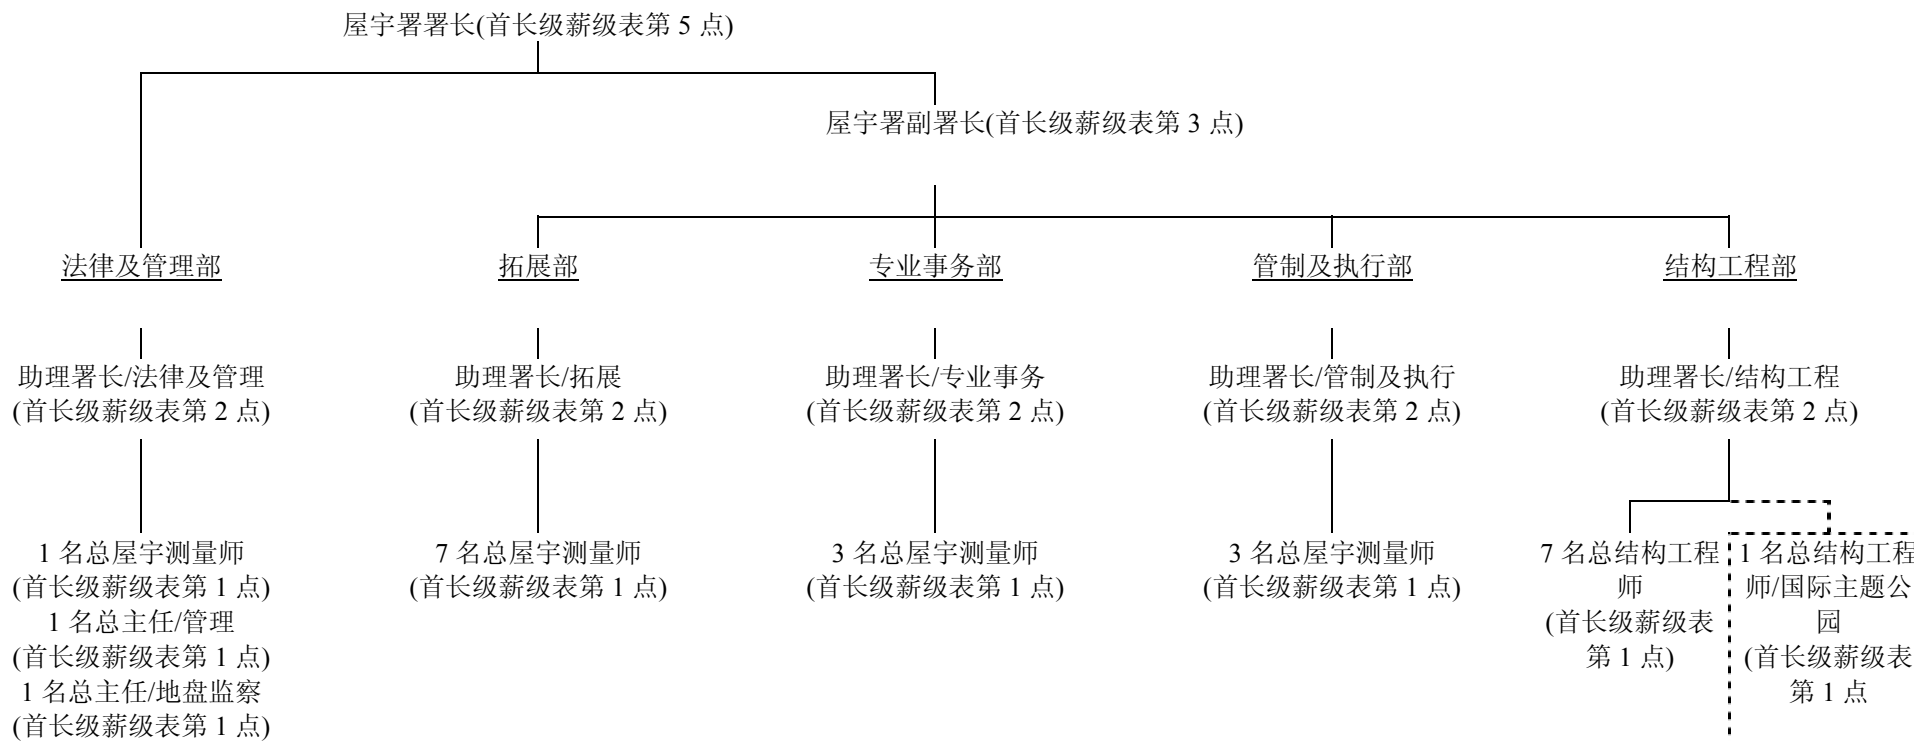 屋宇署署长(首长级薪级表第 5 点)
屋宇署副署长(首长级薪级表第 3 点)
法律及管理部
拓展部
专业事务部
管制及执行部
结构工程部
助理署长/法律及管理
(首长级薪级表第 2 点)
助理署长/拓展
(首长级薪级表第 2 点)
助理署长/专业事务
(首长级薪级表第 2 点)
助理署长/管制及执行
(首长级薪级表第 2 点)
助理署长/结构工程
(首长级薪级表第 2 点)
1 名总屋宇测量师
(首长级薪级表第 1 点)
1 名总主任/管理
(首长级薪级表第 1 点)
1 名总主任/地盘监察
(首长级薪级表第 1 点)
7 名总屋宇测量师
(首长级薪级表第 1 点)
3 名总屋宇测量师
(首长级薪级表第 1 点)
3 名总屋宇测量师
(首长级薪级表第 1 点)
7 名总结构工程
师
(首长级薪级表
第 1 点)
1 名总结构工程
师/国际主题公
园
(首长级薪级表
第 1 点